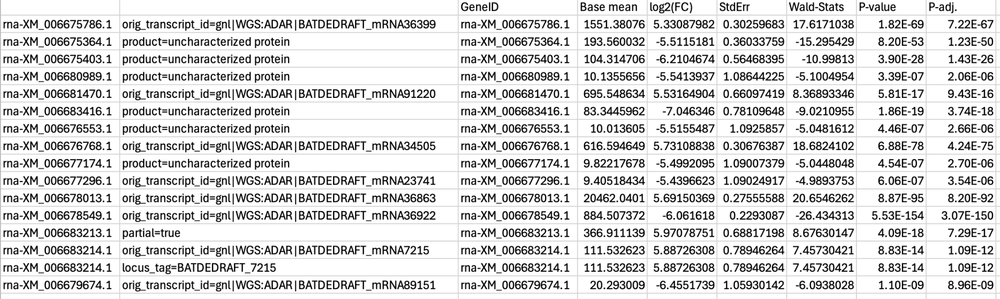 GeneID Base mean log2(FC) StdErr Wald-Stats P-value P-adj.
rna-XM_006675786.1 orig_transcript_id=gnl|WGS:ADAR|BATDEDRAFT_mRNA36399 rna-XM_006675786.1 1551.38076 5.33087982 0.30259683 17.6171038 1.82E-69 7.22E-67
rna-XM_006675364.1 product=uncharacterized protein rna-XM_006675364.1 193.560032 -5.5115181 0.36033759 -15.295429 8.20E-53 1.23E-50
rna-XM_006675403.1 product=uncharacterized protein rna-XM_006675403.1 104.314706 -6.2104674 0.56468395 -10.99813 3.90E-28 1.43E-26
rna-XM_006680989.1 product=uncharacterized protein rna-XM_006680989.1 10.1355656 -5.5413937 1.08644225 -5.1004954 3.39E-07 2.06E-06
rna-XM_006681470.1 orig_transcript_id=gnl|WGS:ADAR|BATDEDRAFT_mRNA91220 rna-XM_006681470.1 695.548634 5.53164904 0.66097419 8.36893346 5.81E-17 9.43E-16
rna-XM_006683416.1 product=uncharacterized protein rna-XM_006683416.1 83.3445962 -7.046346 0.78109648 -9.0210955 1.86E-19 3.74E-18
rna-XM_006676553.1 product=uncharacterized protein rna-XM_006676553.1 10.013605 -5.5155487 1.0925857 -5.0481612 4.46E-07 2.66E-06
rna-XM_006676768.1 orig_transcript_id=gnl|WGS:ADAR|BATDEDRAFT_mRNA34505 rna-XM_006676768.1 616.594649 5.73108838 0.30676387 18.6824102 6.88E-78 4.24E-75
rna-XM_006677174.1 product=uncharacterized protein rna-XM_006677174.1 9.82217678 -5.4992095 1.09007379 -5.0448048 4.54E-07 2.70E-06
rna-XM_006677296.1 orig_transcript_id=gnl|WGS:ADAR|BATDEDRAFT_mRNA23741 rna-XM_006677296.1 9.40518434 -5.4396623 1.09024917 -4.9893753 6.06E-07 3.54E-06
rna-XM_006678013.1 orig_transcript_id=gnl|WGS:ADAR|BATDEDRAFT_mRNA36863 rna-XM_006678013.1 20462.0401 5.69150369 0.27555588 20.6546262 8.87E-95 8.20E-92
rna-XM_006678549.1 orig_transcript_id=gnl|WGS:ADAR|BATDEDRAFT_mRNA36922 rna-XM_006678549.1 884.507372 -6.061618 0.2293087 -26.434313 5.53E-154 3.07E-150
rna-XM_006683213.1 partial=true rna-XM_006683213.1 366.911139 5.97078751 0.68817198 8.67630147 4.09E-18 7.29E-17
rna-XM_006683214.1 orig_transcript_id=gnl|WGS:ADAR|BATDEDRAFT_mRNA7215 rna-XM_006683214.1 111.532623 5.88726308 0.78946264 7.45730421 8.83E-14 1.09E-12
rna-XM_006683214.1 locus_tag=BATDEDRAFT_7215 rna-XM_006683214.1 111.532623 5.88726308 0.78946264 7.45730421 8.83E-14 1.09E-12
rna-XM_006679674.1 orig_transcript_id=gnl|WGS:ADAR|BATDEDRAFT_mRNA89151 rna-XM_006679674.1 20.293009 -6.4551739 1.05930142 -6.0938028 1.10E-09 8.96E-09